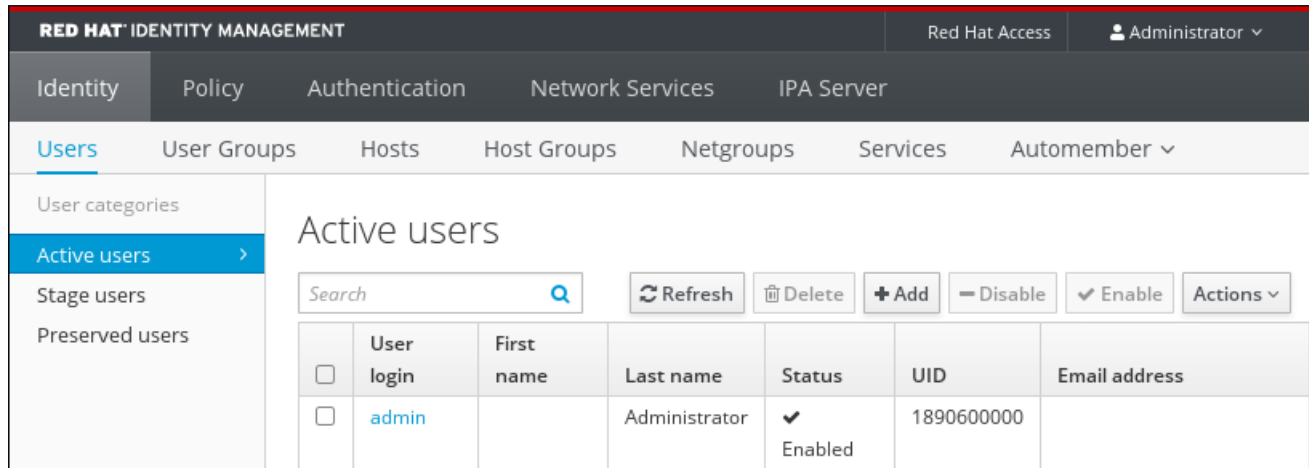 RED HAT® IDENTITY MANAGEMENT Red Hat Access Administrator
Identity Policy Authentication Network Services IPA Server
Users User Groups Hosts Host Groups Netgroups Services Automember
User categories
Active users
Stage users
Preserved users
Active users
Search Refresh Delete Add Disable Enable Actions
User login First name Last name Status UID Email address
admin Administrator Enabled 1890600000